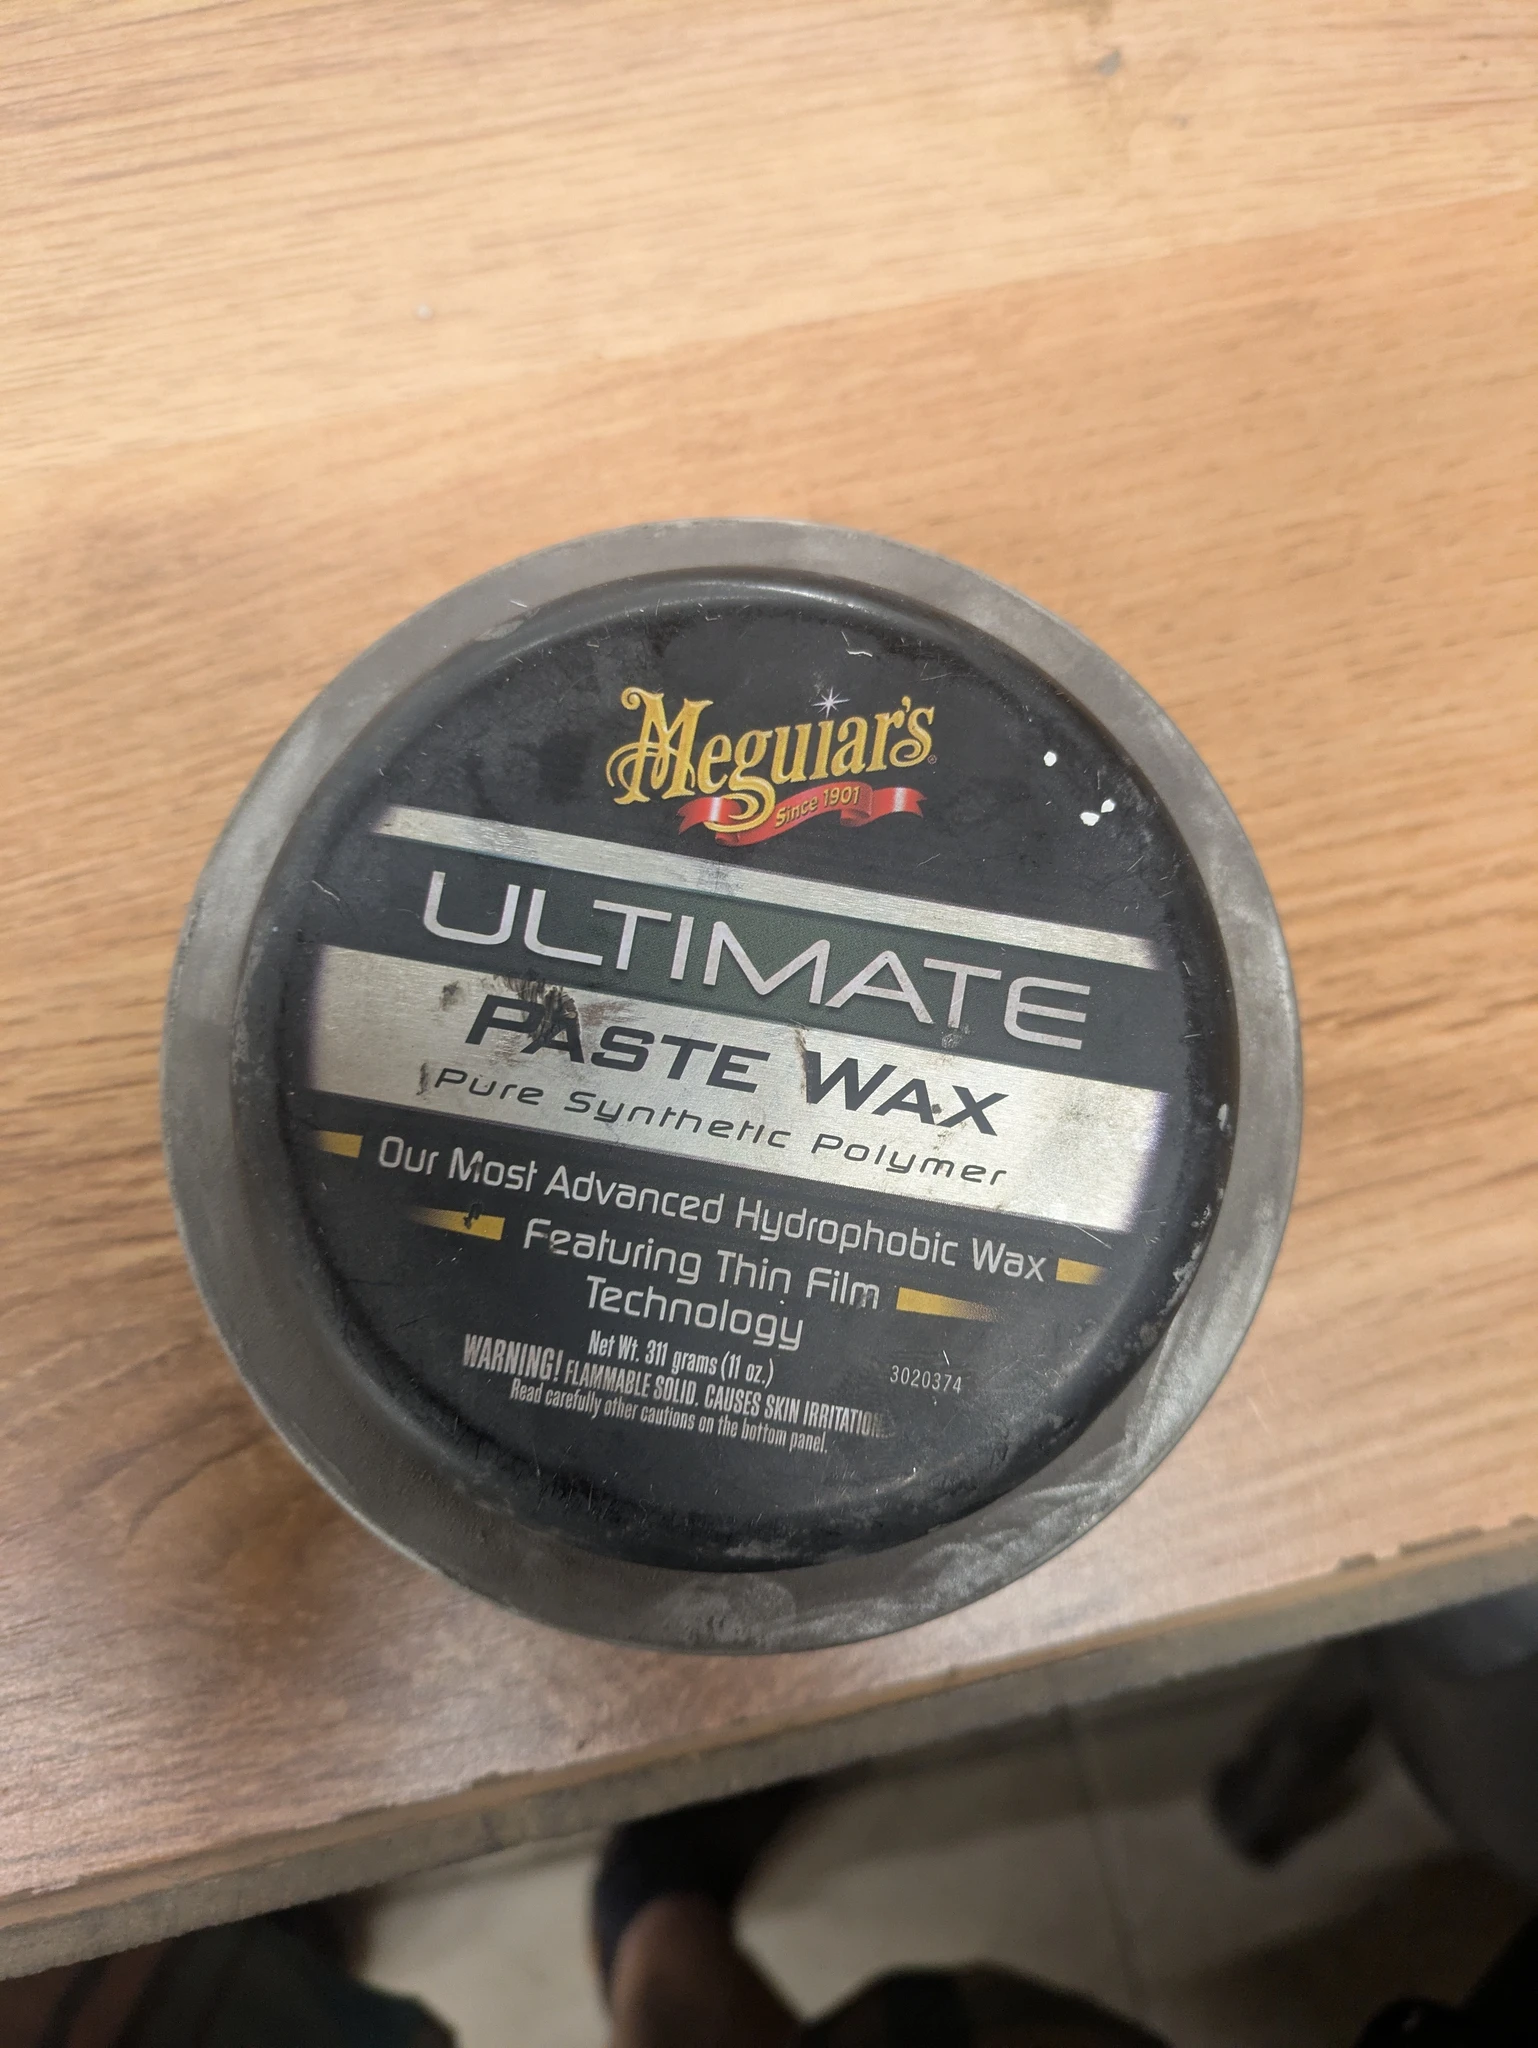 Meguiar's
Since 1901
ULTIMATE
PASTE WAX
Pure Synthetic Polymer
Our Most Advanced Hydrophobic Wax
Featuring Thin Film
Technology
Net Wt. 311 grams (11 oz.)
WARNING! FLAMMABLE SOLID. CAUSES SKIN IRRITATION.
Read carefully other cautions on the bottom panel.
3020374